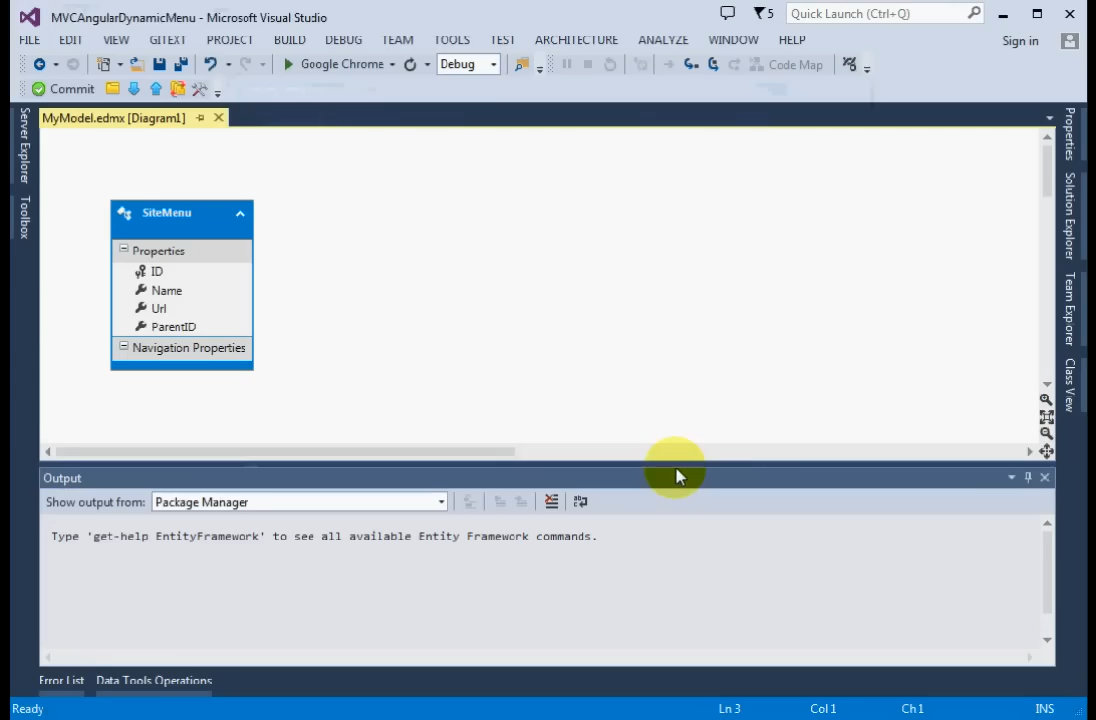 MVCAngularDynamicMenu - Microsoft Visual Studio
5
Quick Launch (Ctrl+Q)
FILE EDIT VIEW GITEXT PROJECT BUILD DEBUG TEAM TOOLS TEST ARCHITECTURE ANALYZE WINDOW HELP
Sign in
Google Chrome
Debug
Code Map
Commit
Server Explorer
Toolbox
MyModel.edmx [Diagram1]
SiteMenu
Properties
ID
Name
Url
ParentID
Navigation Properties
Properties
Solution Explorer
Team Explorer
Class View
Output
Show output from: Package Manager
Type 'get-help EntityFramework' to see all available Entity Framework commands.
Error List Data Tools Operations
Ready
Ln 3 Col 1 Ch 1 INS